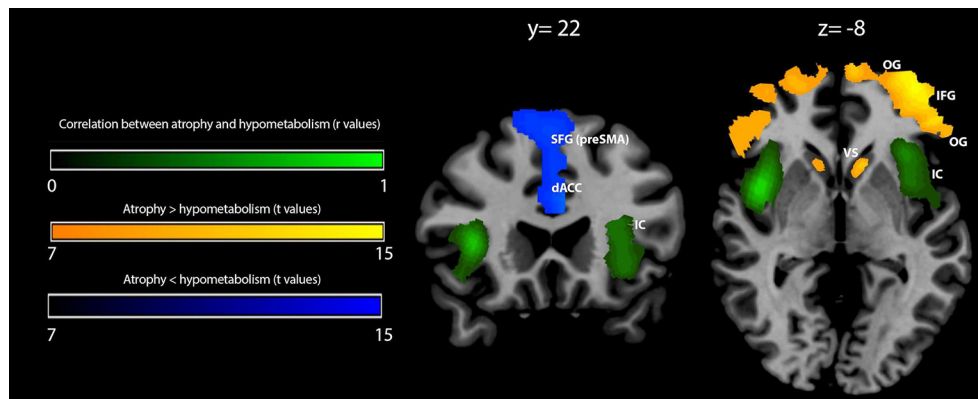 y= 22
z= -8
Correlation between atrophy and hypometabolism (r values)
0 1
Atrophy > hypometabolism (t values)
7 15
Atrophy < hypometabolism (t values)
7 15
SFG (preSMA)
dACC
IC
OG
IFG
OG
VS
IC